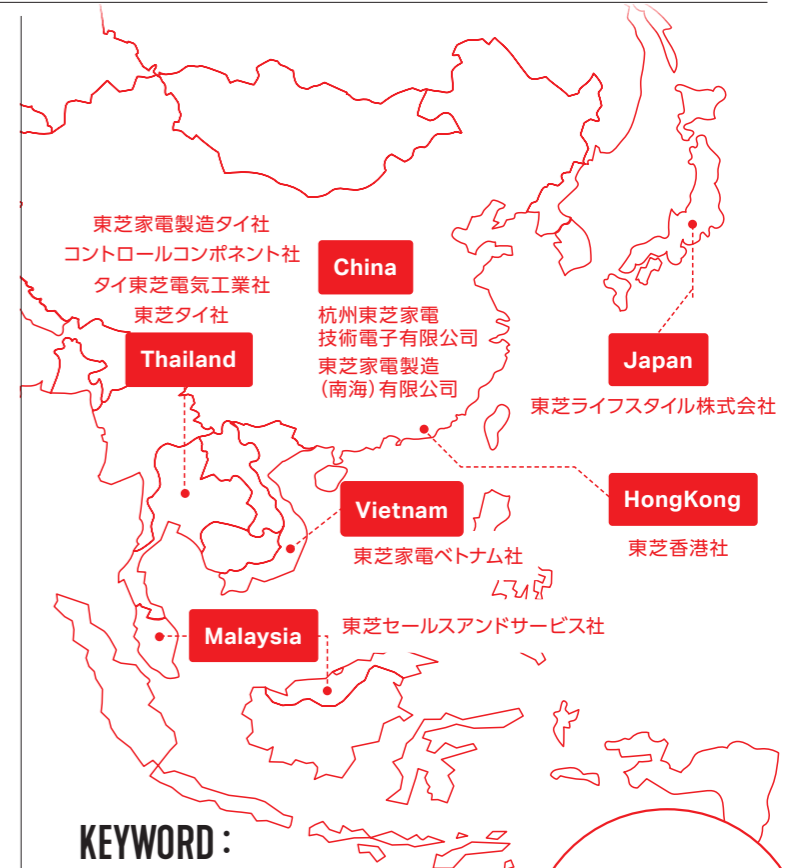 東芝家電製造タイ社
コントロールコンポネント社
タイ東芝電気工業社
東芝タイ社
Thailand
China
杭州東芝家電
技術電子有限公司
東芝家電製造
（南海）有限公司
Japan
東芝ライフスタイル株式会社
HongKong
東芝香港社
Vietnam
東芝家電ベトナム社
Malaysia
東芝セールスアンドサービス社
KEYWORD :